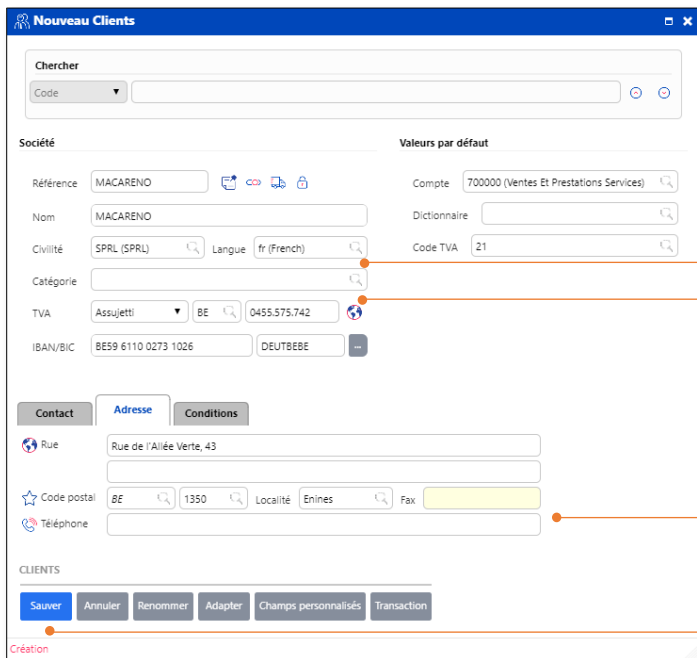 Nouveau Clients
Chercher
Code
Société
Valeurs par défaut
Référence MACARENO
Compte 700000 (Ventes Et Prestations Services)
Nom MACARENO
Dictionnaire
Civilité SPRL (SPRL) Langue fr (French)
Code TVA 21
Catégorie
TVA Assujetti BE 0455.575.742
IBAN/BIC BE59 6110 0273 1026 DEUTBEBE ...
Contact Adresse Conditions
Rue Rue de l'Allée Verte, 43
Code postal BE 1350 Localité Enines Fax
Téléphone
CLIENTS
Sauver Annuler Renommer Adapter Champs personnalisés Transaction
Création